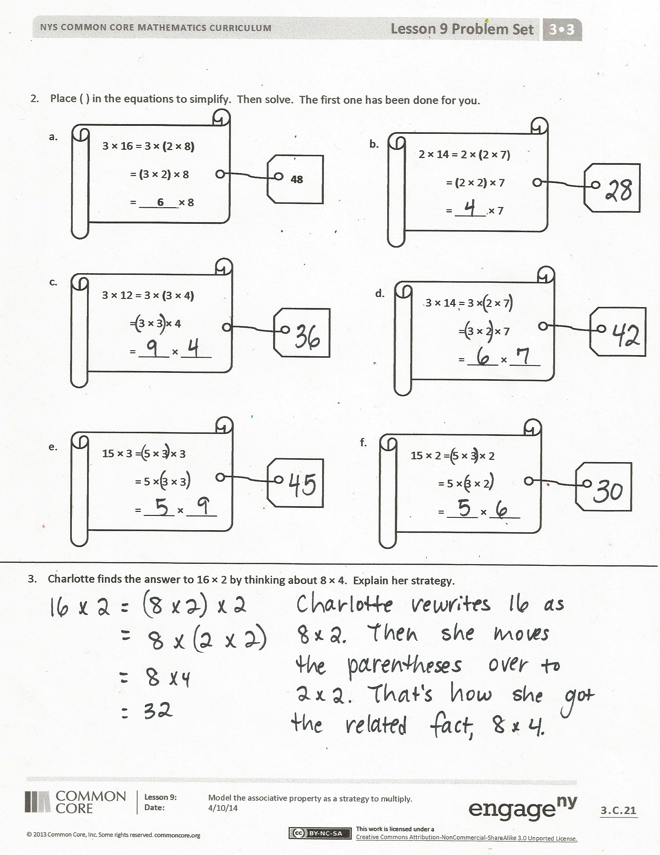 NYS COMMON CORE MATHEMATICS CURRICULUM
Lesson 9 Problem Set 3•3
2. Place ( ) in the equations to simplify. Then solve. The first one has been done for you.
a.
3 × 16 = 3 × (2 × 8)
= (3 × 2) × 8
= 6 × 8
48
b.
2 × 14 = 2 × (2 × 7)
= (2 × 2) × 7
= 4 × 7
28
c.
3 × 12 = 3 × (3 × 4)
=(3 × 3)× 4
= 9 × 4
36
d.
3 × 14 = 3 ×(2 × 7)
=(3 × 2)× 7
= 6 × 7
42
e.
15 × 3 =(5 × 3)× 3
= 5 ×(3 × 3)
= 5 × 9
45
f.
15 × 2 =(5 × 3)× 2
= 5 ×(3 × 2)
= 5 × 6
30
3. Charlotte finds the answer to 16 × 2 by thinking about 8 × 4. Explain her strategy.
16 × 2 = (8 × 2) × 2
= 8 × (2 × 2)
= 8 × 4
= 32
Charlotte rewrites 16 as
8 × 2. Then she moves
the parentheses over to
2 × 2. That's how she got
the related fact, 8 × 4.
COMMON CORE
Lesson 9: Model the associative property as a strategy to multiply.
Date: 4/10/14
engage ny
3.C.21
© 2013 Common Core, Inc. Some rights reserved. commoncore.org
cc BY-NC-SA
This work is licensed under a
Creative Commons Attribution-NonCommercial-ShareAlike 3.0 Unported License.